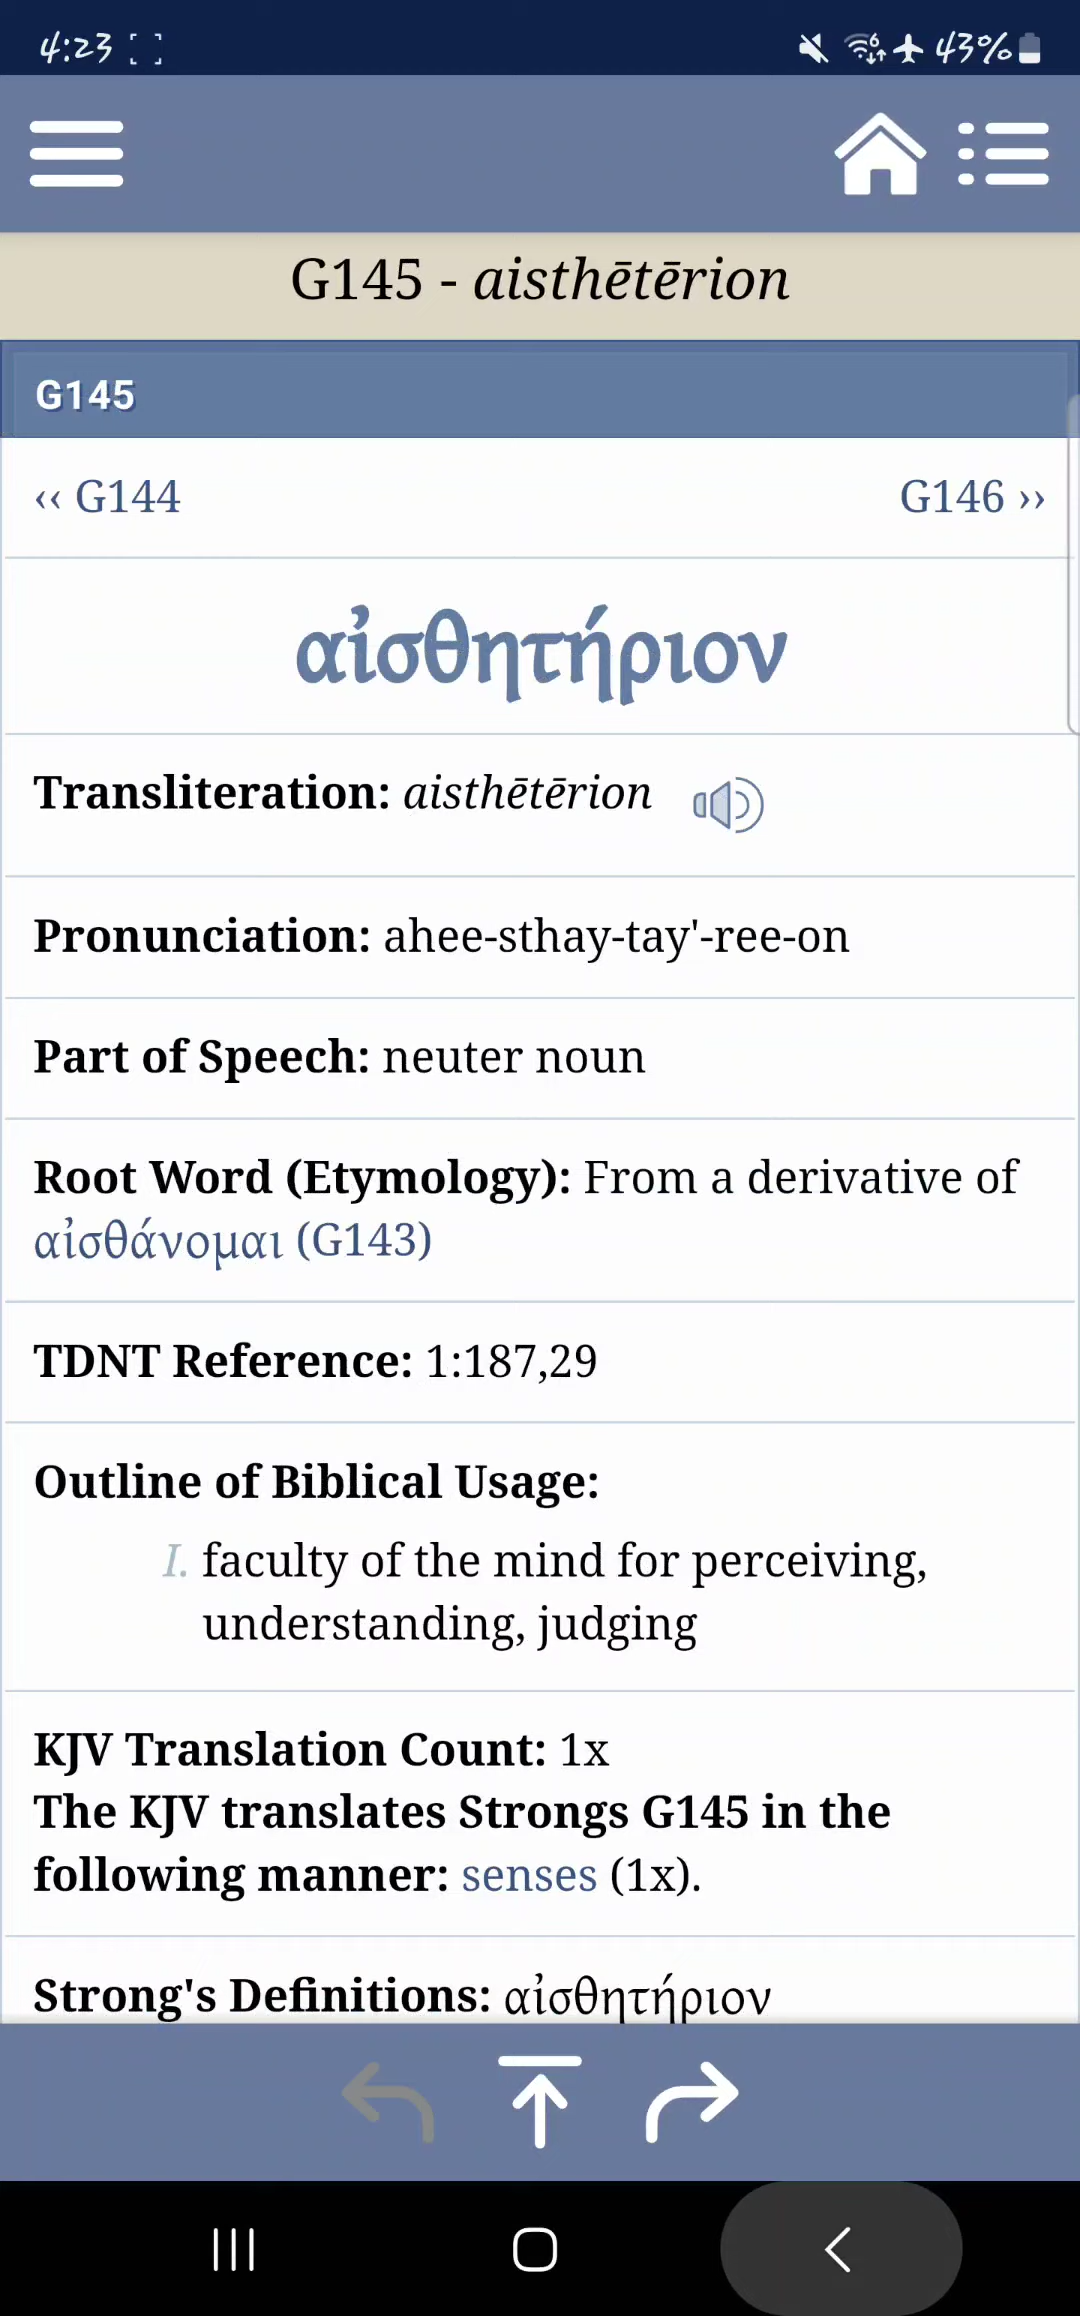 4:23 43%
G145 - aisthētērion
G145
‹‹ G144 G146 ››
αἰσθητήριον
Transliteration: aisthētērion
Pronunciation: ahee-sthay-tay'-ree-on
Part of Speech: neuter noun
Root Word (Etymology): From a derivative of
αἰσθάνομαι (G143)
TDNT Reference: 1:187,29
Outline of Biblical Usage:
I. faculty of the mind for perceiving,
understanding, judging
KJV Translation Count: 1x
The KJV translates Strongs G145 in the
following manner: senses (1x).
Strong's Definitions: αἰσθητήριον